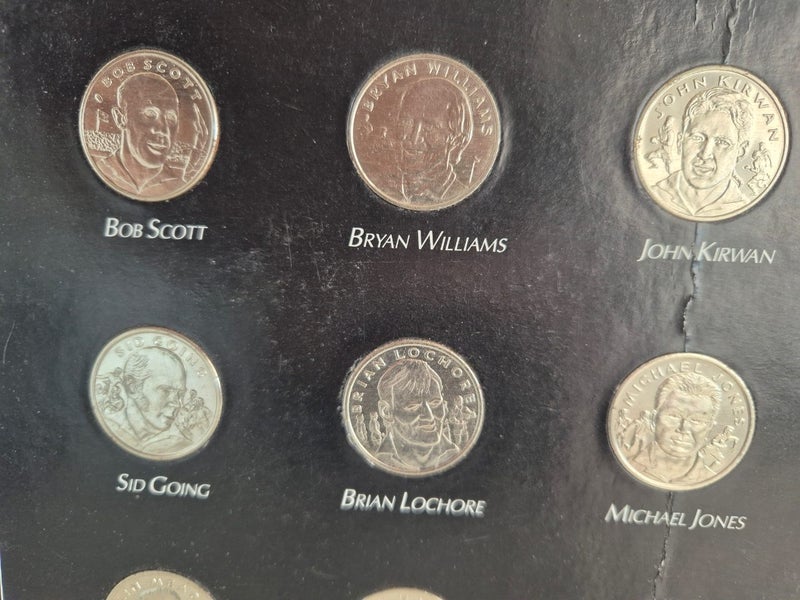 BOB SCOTT
BRYAN WILLIAMS
JOHN KIRWAN
BOB SCOTT
BRYAN WILLIAMS
JOHN KIRWAN
SID GOING
BRIAN LOCHORE
MICHAEL JONES
SID GOING
BRIAN LOCHORE
MICHAEL JONES